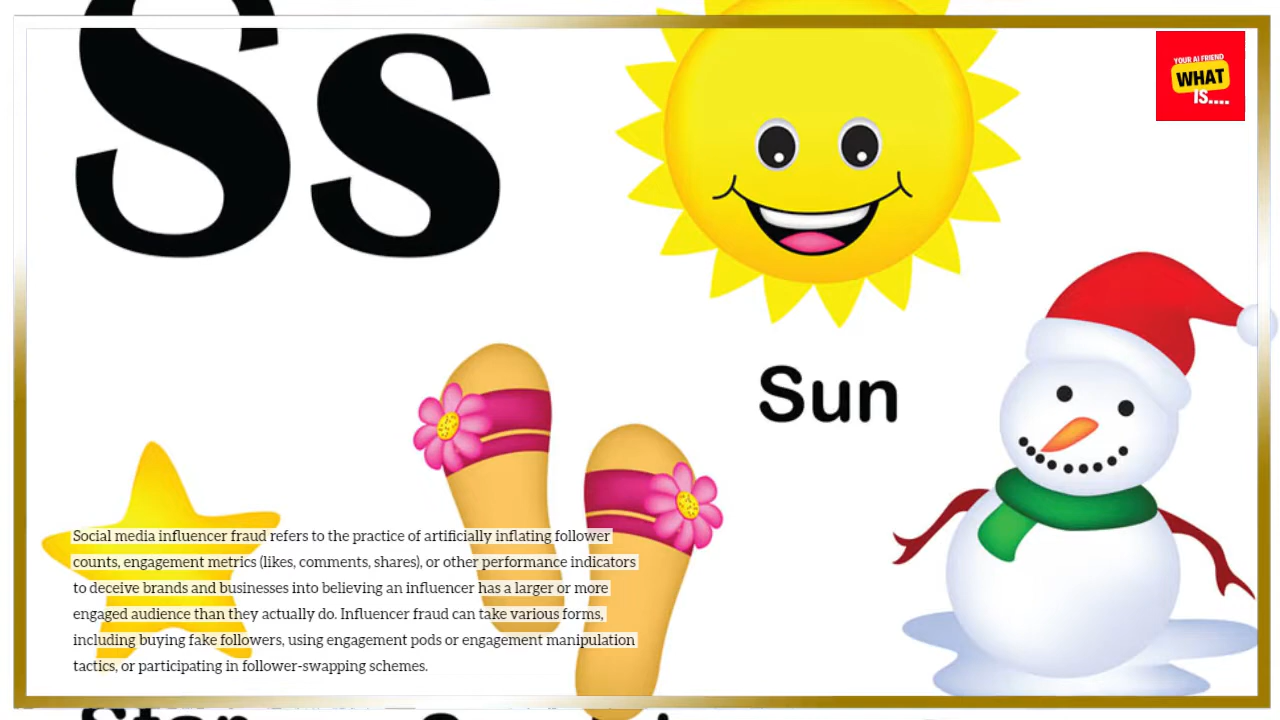 Ss
YOUR AI FRIEND
WHAT
IS....
Sun
Social media influencer fraud refers to the practice of artificially inflating follower
counts, engagement metrics (likes, comments, shares), or other performance indicators
to deceive brands and businesses into believing an influencer has a larger or more
engaged audience than they actually do. Influencer fraud can take various forms,
including buying fake followers, using engagement pods or engagement manipulation
tactics, or participating in follower-swapping schemes.